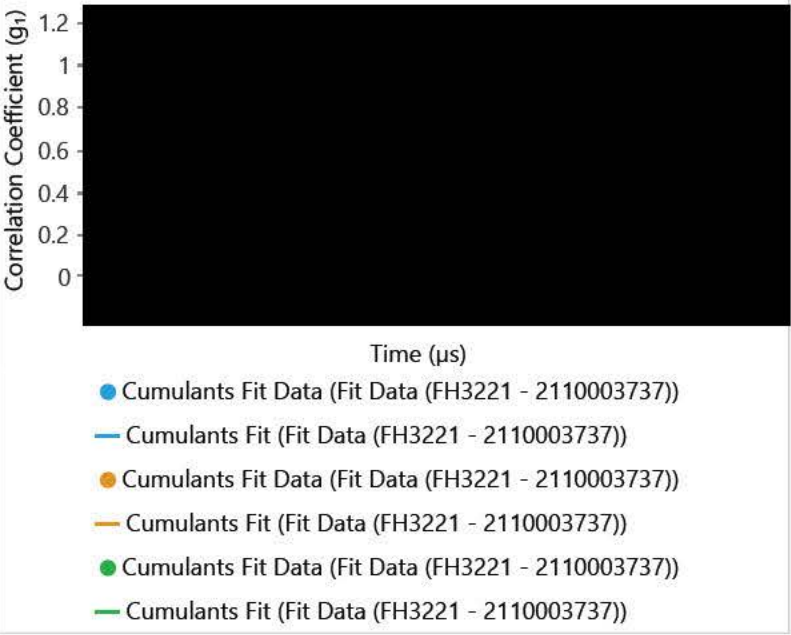 Correlation Coefficient (g₁)
1.2
1
0.8
0.6
0.4
0.2
0
Time (µs)
Cumulants Fit Data (Fit Data (FH3221 - 2110003737))
Cumulants Fit (Fit Data (FH3221 - 2110003737))
Cumulants Fit Data (Fit Data (FH3221 - 2110003737))
Cumulants Fit (Fit Data (FH3221 - 2110003737))
Cumulants Fit Data (Fit Data (FH3221 - 2110003737))
Cumulants Fit (Fit Data (FH3221 - 2110003737))